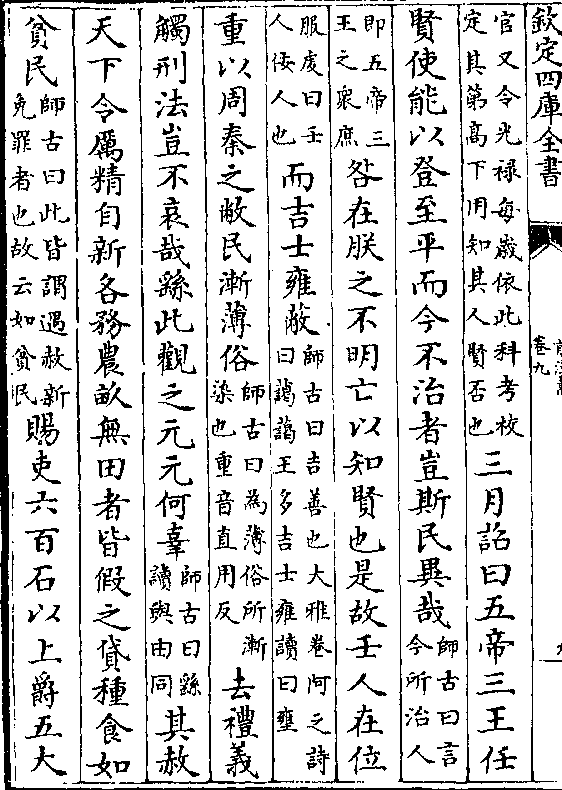 欽定四庫全書
卷九
官又令光禄每歲依此科考校定其第高下用知其人賢否也三月詔曰五帝三王任
賢使能以登至平而今不治者豈斯民異哉師古曰言今所治人
即五帝三王之衆庶咎在朕之不明亡以知賢也是故壬人在位
服虔曰壬人佞人也而吉士雍蔽師古曰吉善也大雅卷阿之詩曰藹藹王多吉士雍讀曰壅
重以周秦之敝民漸薄俗師古曰為薄俗所漸染也重音直用反去禮義
觸刑法豈不哀哉繇此觀之元元何辜師古曰繇讀與由同其赦
天下令厲精自新各務農畝無田者皆假之貸種食如
貧民師古曰此皆謂遇赦新免罪者也故云如貧民賜吏六百石以上爵五大